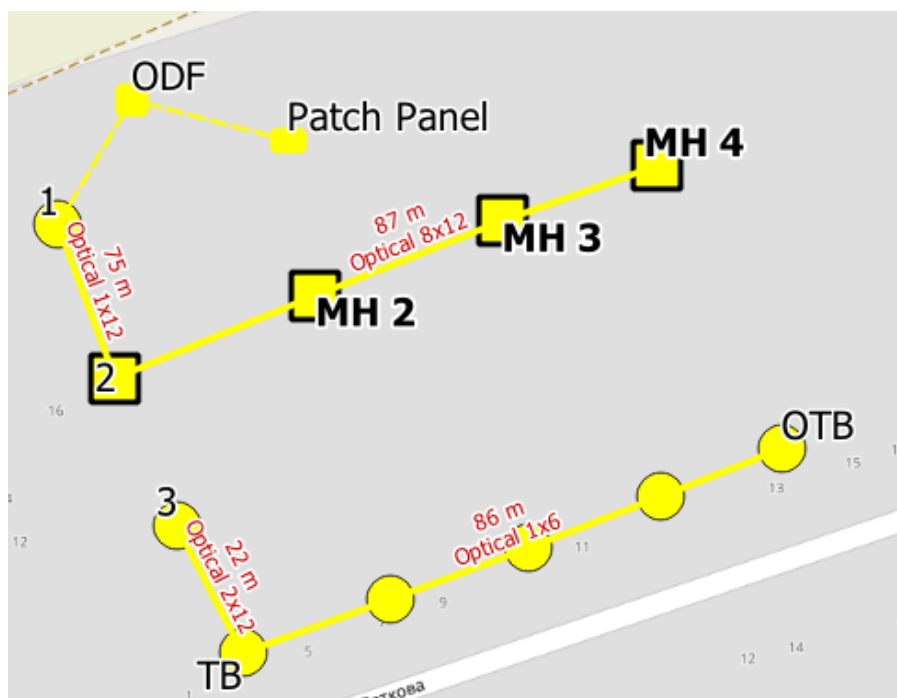 ODF
Patch Panel
MH 4
1
87 m
Optical 8x12
MH 3
75 m
Optical 1x12
MH 2
2
16
OTB
15
13
3
12
86 m
Optical 1x6
11
22 m
Optical 2x12
9
5
TB
14
12